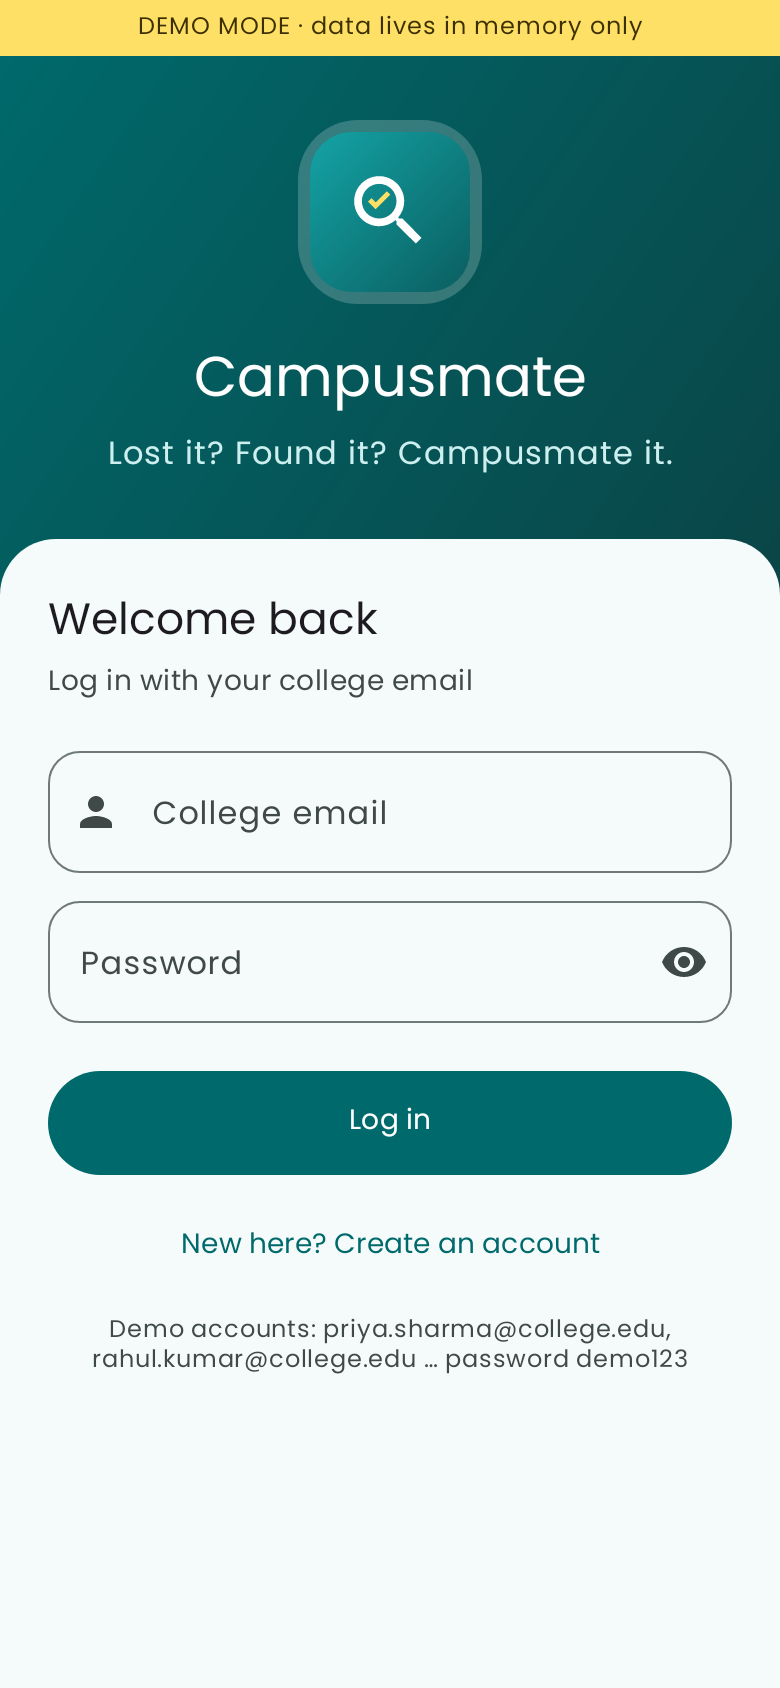 DEMO MODE · data lives in memory only
Campusmate
Lost it? Found it? Campusmate it.
Welcome back
Log in with your college email
College email
Password
Log in
New here? Create an account
Demo accounts: priya.sharma@college.edu,
rahul.kumar@college.edu … password demo123